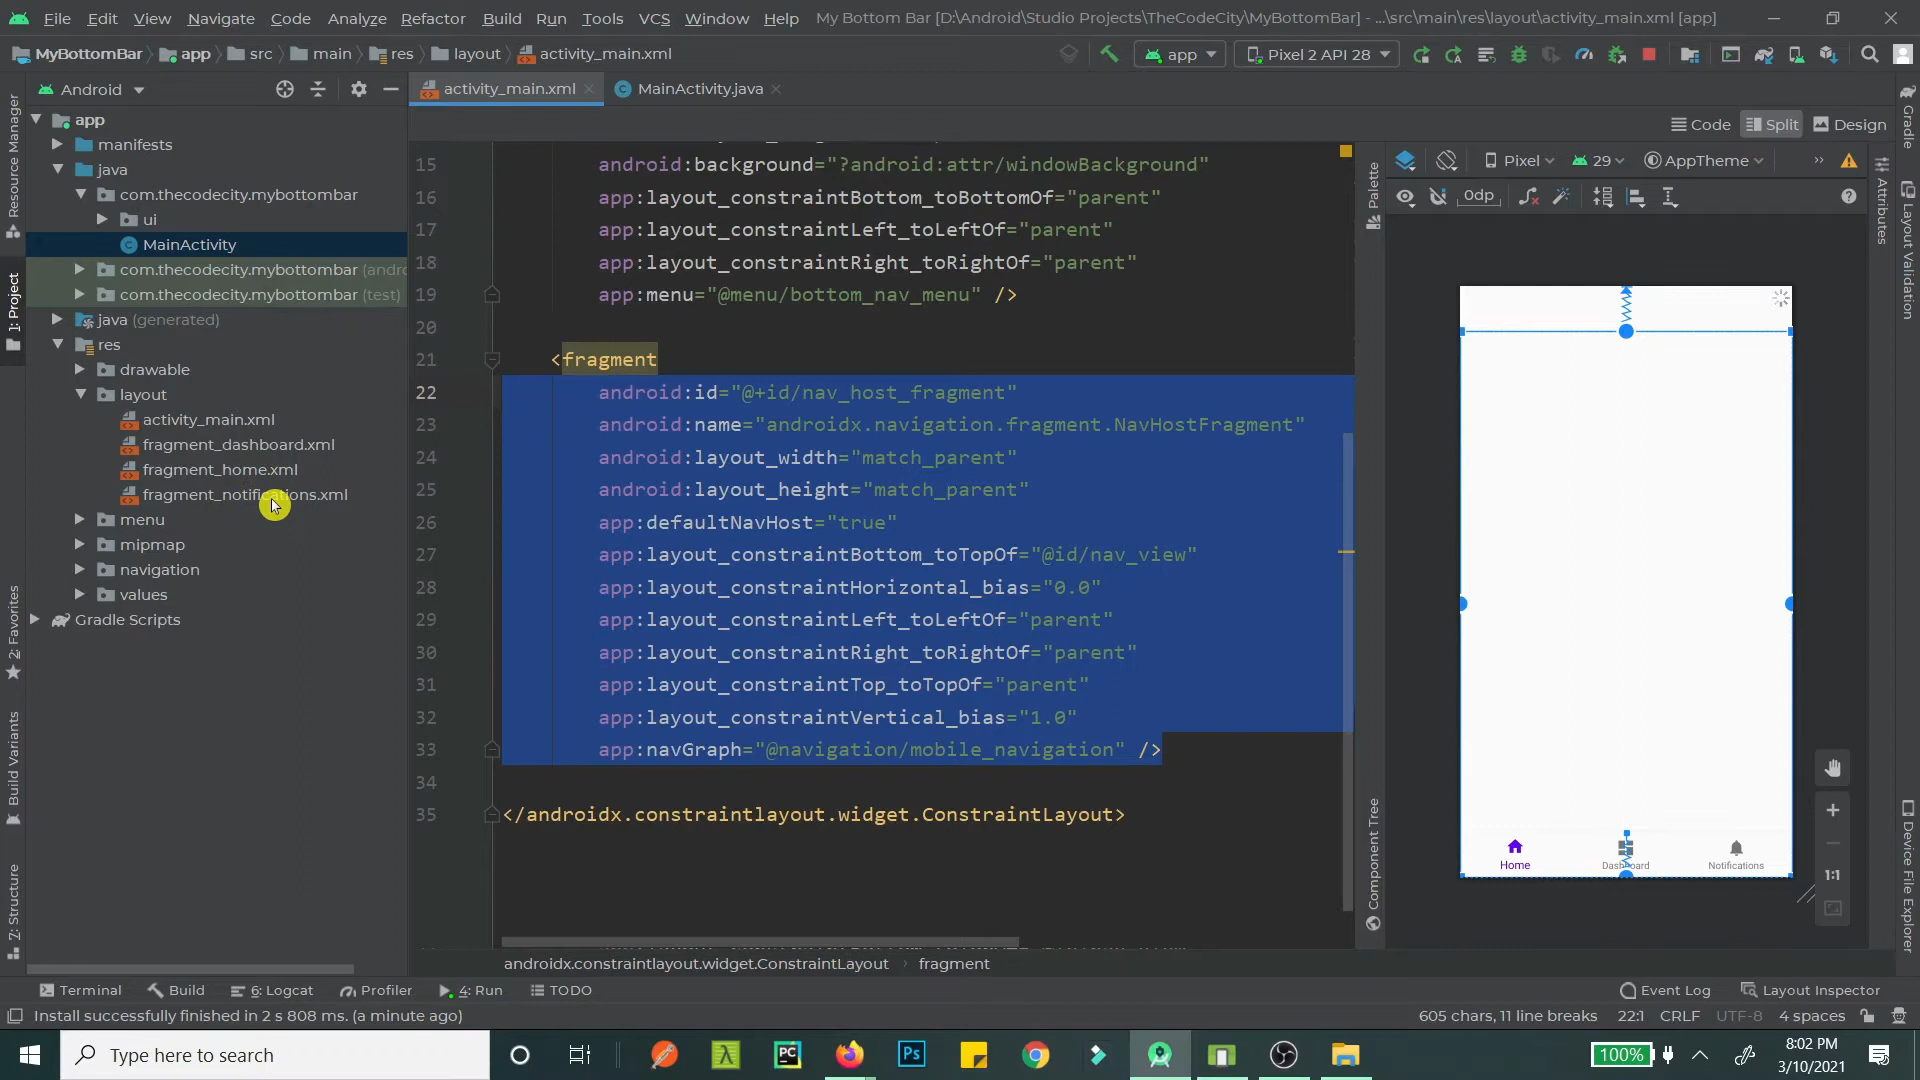 File Edit View Navigate Code Analyze Refactor Build Run Tools VCS Window Help My Bottom Bar [D:\Android\Studio Projects\TheCodeCity\MyBottomBar] - ...\src\main\res\layout\activity_main.xml [app]
MyBottomBar app src main res layout activity_main.xml app Pixel 2 API 28
Android activity_main.xml MainActivity.java
Code Split Design
Pixel 29 AppTheme
0dp
Resource Manager
1: Project
2: Favorites
Build Variants
7: Structure
app
manifests
java
com.thecodecity.mybottombar
ui
MainActivity
com.thecodecity.mybottombar (andro
com.thecodecity.mybottombar (test)
java (generated)
res
drawable
layout
activity_main.xml
fragment_dashboard.xml
fragment_home.xml
fragment_notifications.xml
menu
mipmap
navigation
values
Gradle Scripts
15 android:background="?android:attr/windowBackground"
16 app:layout_constraintBottom_toBottomOf="parent"
17 app:layout_constraintLeft_toLeftOf="parent"
18 app:layout_constraintRight_toRightOf="parent"
19 app:menu="@menu/bottom_nav_menu" />
20
21 <fragment
22 android:id="@+id/nav_host_fragment"
23 android:name="androidx.navigation.fragment.NavHostFragment"
24 android:layout_width="match_parent"
25 android:layout_height="match_parent"
26 app:defaultNavHost="true"
27 app:layout_constraintBottom_toTopOf="@id/nav_view"
28 app:layout_constraintHorizontal_bias="0.0"
29 app:layout_constraintLeft_toLeftOf="parent"
30 app:layout_constraintRight_toRightOf="parent"
31 app:layout_constraintTop_toTopOf="parent"
32 app:layout_constraintVertical_bias="1.0"
33 app:navGraph="@navigation/mobile_navigation" />
34
35 </androidx.constraintlayout.widget.ConstraintLayout>
androidx.constraintlayout.widget.ConstraintLayout › fragment
Palette
Component Tree
Home Dashboard Notifications
1:1
Attributes
Gradle
Layout Validation
Device File Explorer
Terminal Build 6: Logcat Profiler 4: Run TODO Event Log Layout Inspector
Install successfully finished in 2 s 808 ms. (a minute ago) 605 chars, 11 line breaks 22:1 CRLF UTF-8 4 spaces
Type here to search
PC
Ps
100%
8:02 PM
3/10/2021